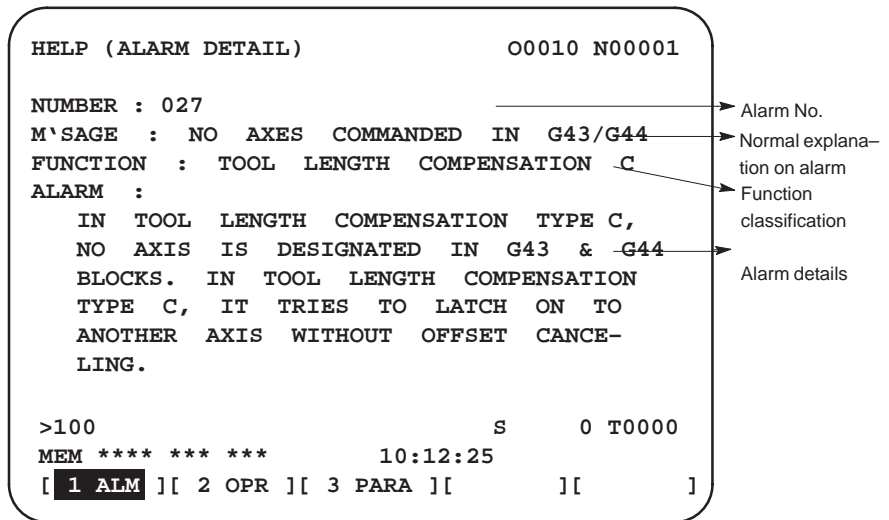 HELP (ALARM DETAIL) O0010 N00001
NUMBER : 027
M‘SAGE : NO AXES COMMANDED IN G43/G44
FUNCTION : TOOL LENGTH COMPENSATION C
ALARM :
IN TOOL LENGTH COMPENSATION TYPE C,
NO AXIS IS DESIGNATED IN G43 & G44
BLOCKS. IN TOOL LENGTH COMPENSATION
TYPE C, IT TRIES TO LATCH ON TO
ANOTHER AXIS WITHOUT OFFSET CANCE–
LING.
>100 S 0 T0000
MEM **** *** *** 10:12:25
[ 1 ALM ][ 2 OPR ][ 3 PARA ][ ][ ]
Alarm No.
Normal explana–
tion on alarm
Function
classification
Alarm details